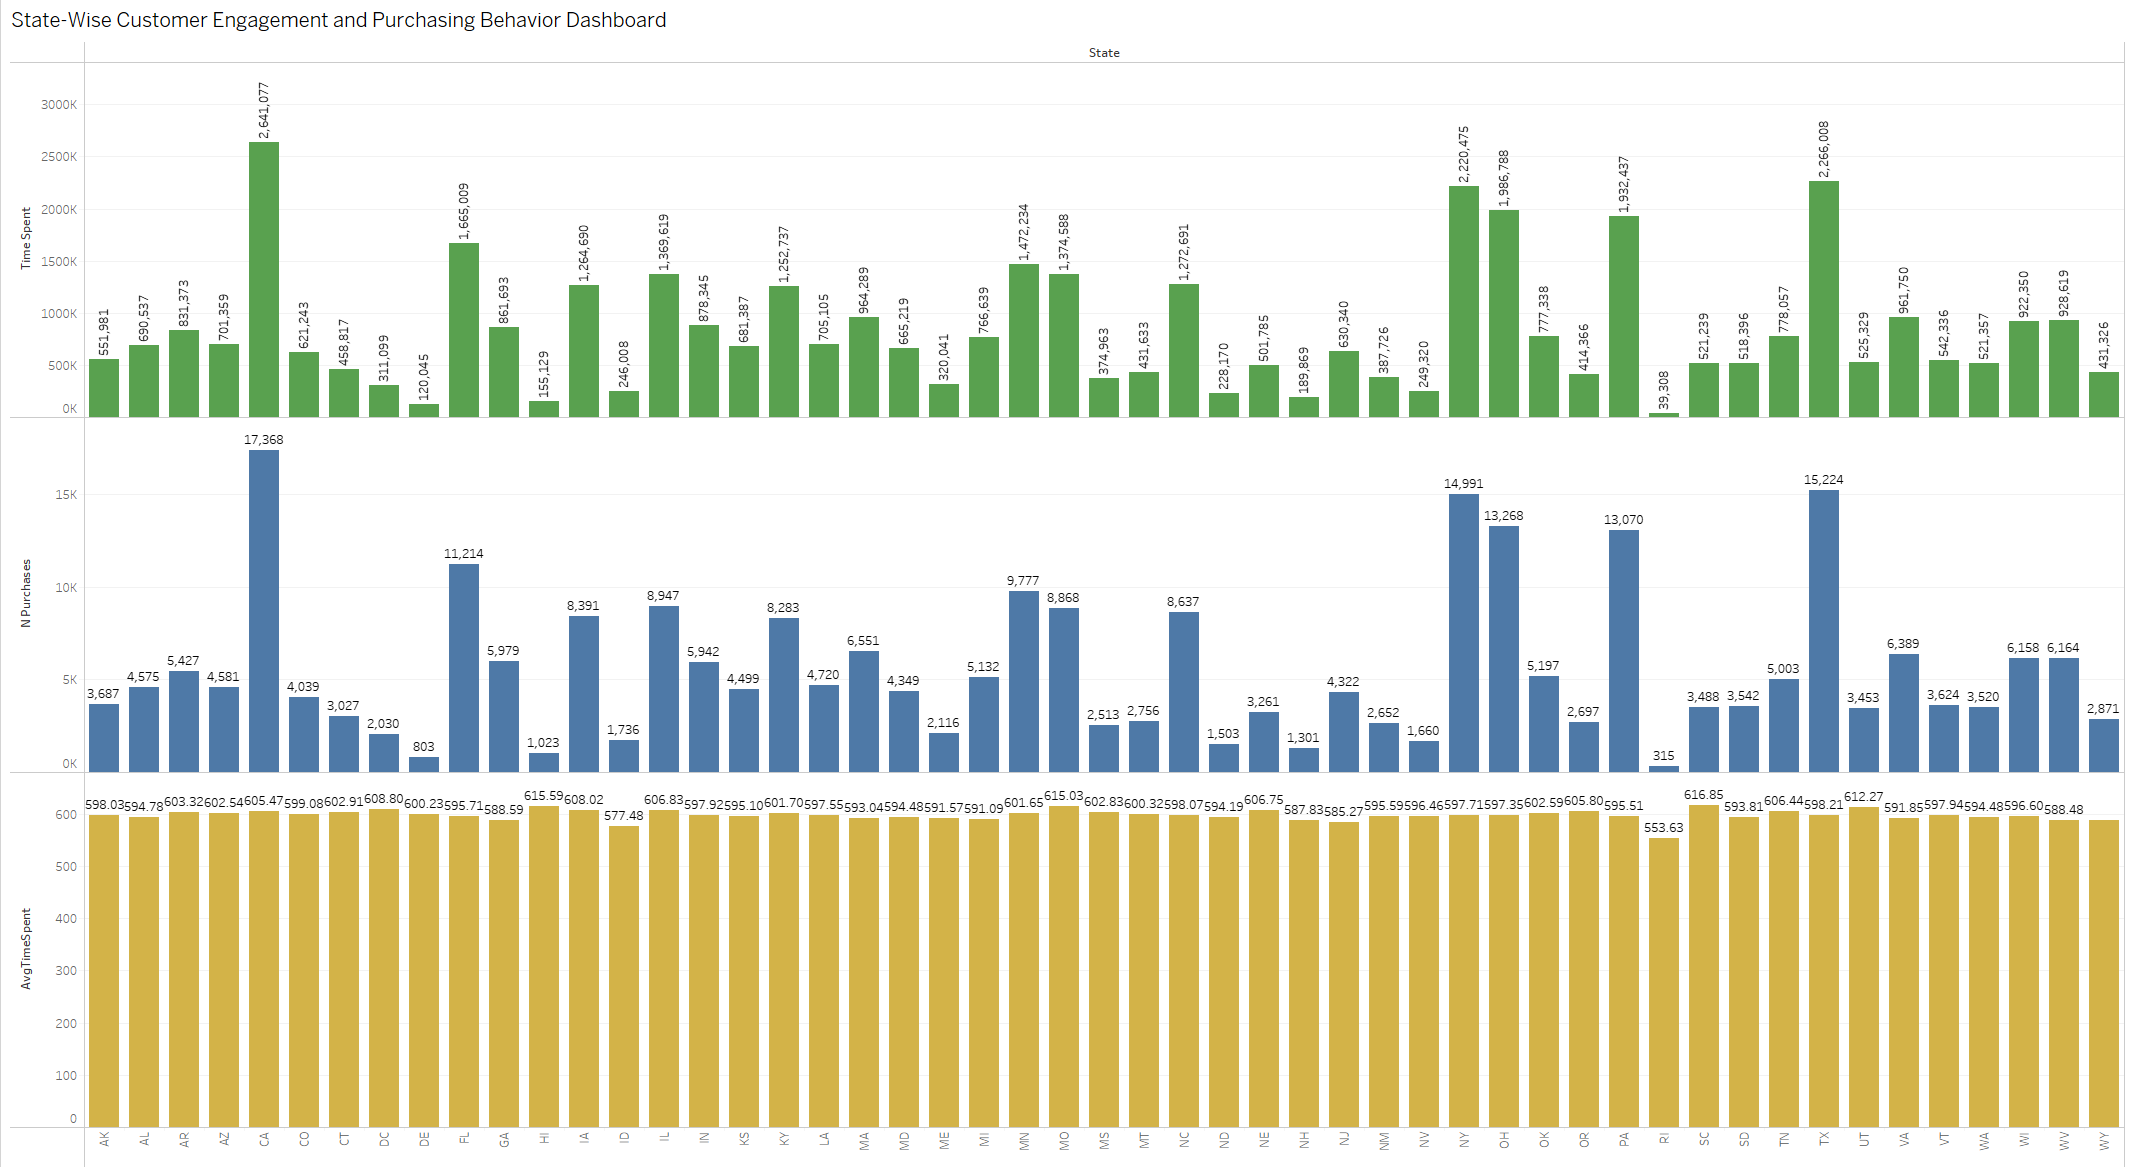 State-Wise Customer Engagement and Purchasing Behavior Dashboard
State
Time Spent
3000K
2500K
2000K
1500K
1000K
500K
0K
551,981
690,537
831,373
701,359
2,641,077
621,243
458,817
311,099
120,045
1,665,009
861,693
155,129
1,264,690
246,008
1,369,619
878,345
681,387
1,252,737
705,105
964,289
665,219
320,041
766,639
1,472,234
1,374,588
374,963
431,633
1,272,691
228,170
501,785
189,869
630,340
387,726
249,320
2,220,475
1,986,788
777,338
414,366
1,932,437
39,308
521,239
518,396
778,057
2,266,008
525,329
961,750
542,336
521,357
922,350
928,619
431,326
N Purchases
15K
10K
5K
0K
3,687
4,575
5,427
4,581
17,368
4,039
3,027
2,030
803
11,214
5,979
1,023
8,391
1,736
8,947
5,942
4,499
8,283
4,720
6,551
4,349
2,116
5,132
9,777
8,868
2,513
2,756
8,637
1,503
3,261
1,301
4,322
2,652
1,660
14,991
13,268
5,197
2,697
13,070
315
3,488
3,542
5,003
15,224
3,453
6,389
3,624
3,520
6,158
6,164
2,871
AvgTimeSpent
600
500
400
300
200
100
0
598.03
594.78
603.32
602.54
605.47
599.08
602.91
608.80
600.23
595.71
588.59
615.59
608.02
577.48
606.83
597.92
595.10
601.70
597.55
593.04
594.48
591.57
591.09
601.65
615.03
602.83
600.32
598.07
594.19
606.75
587.83
585.27
595.59
596.46
597.71
597.35
602.59
605.80
595.51
553.63
616.85
593.81
606.44
598.21
612.27
591.85
597.94
594.48
596.60
588.48
AK
AL
AR
AZ
CA
CO
CT
DC
DE
FL
GA
HI
IA
ID
IL
IN
KS
KY
LA
MA
MD
ME
MI
MN
MO
MS
MT
NC
ND
NE
NH
NJ
NM
NV
NY
OH
OK
OR
PA
RI
SC
SD
TN
TX
UT
VA
VT
WA
WI
WV
WY